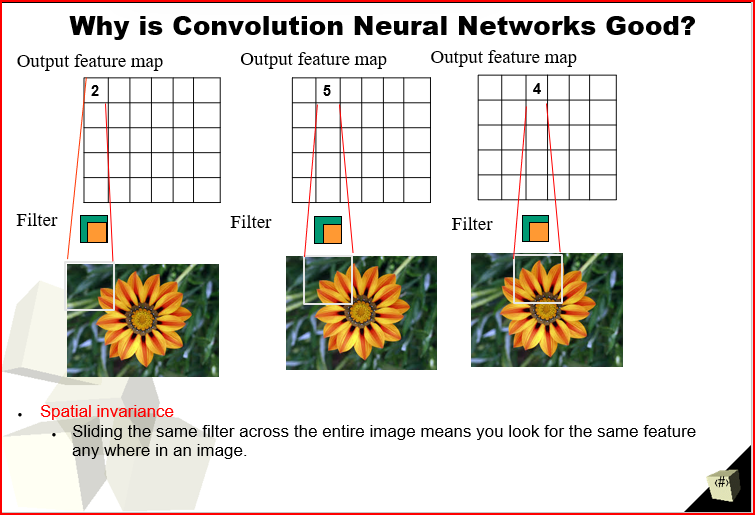 Why is Convolution Neural Networks Good?
Output feature map
Output feature map
Output feature map
2
5
4
Filter
Filter
Filter
• Spatial invariance
• Sliding the same filter across the entire image means you look for the same feature
any where in an image.
‹#›